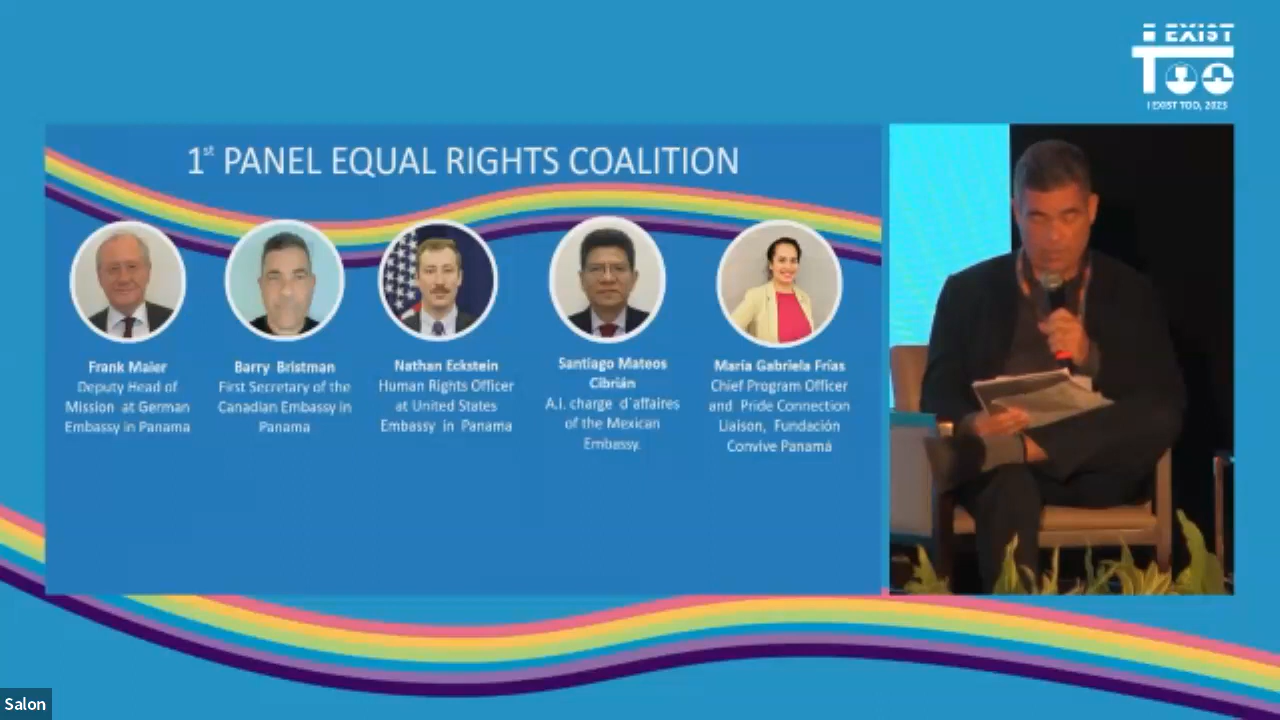 I EXIST
TOO
I EXIST TOO, 2023
1st PANEL EQUAL RIGHTS COALITION
Frank Maier
Deputy Head of
Mission at German
Embassy in Panama
Barry Bristman
First Secretary of the
Canadian Embassy in
Panama
Nathan Eckstein
Human Rights Officer
at United States
Embassy in Panama
Santiago Mateos
Cibrián
A.I. charge d´affaires
of the Mexican
Embassy.
María Gabriela Frías
Chief Program Officer
and Pride Connection
Liaison, Fundación
Convive Panamá
Salon